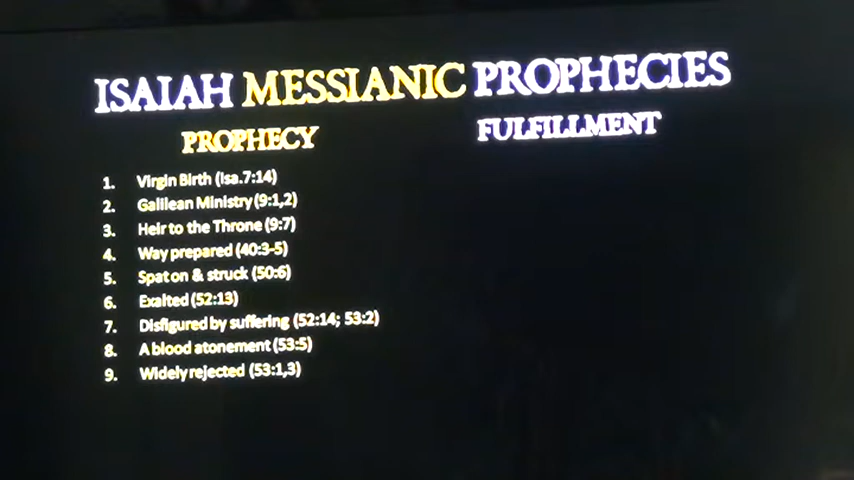 ISAIAH MESSIANIC PROPHECIES
PROPHECY FULFILLMENT
1. Virgin Birth (Isa.7:14)
2. Galilean Ministry (9:1,2)
3. Heir to the Throne (9:7)
4. Way prepared (40:3-5)
5. Spat on & struck (50:6)
6. Exalted (52:13)
7. Disfigured by suffering (52:14; 53:2)
8. A blood atonement (53:5)
9. Widely rejected (53:1,3)